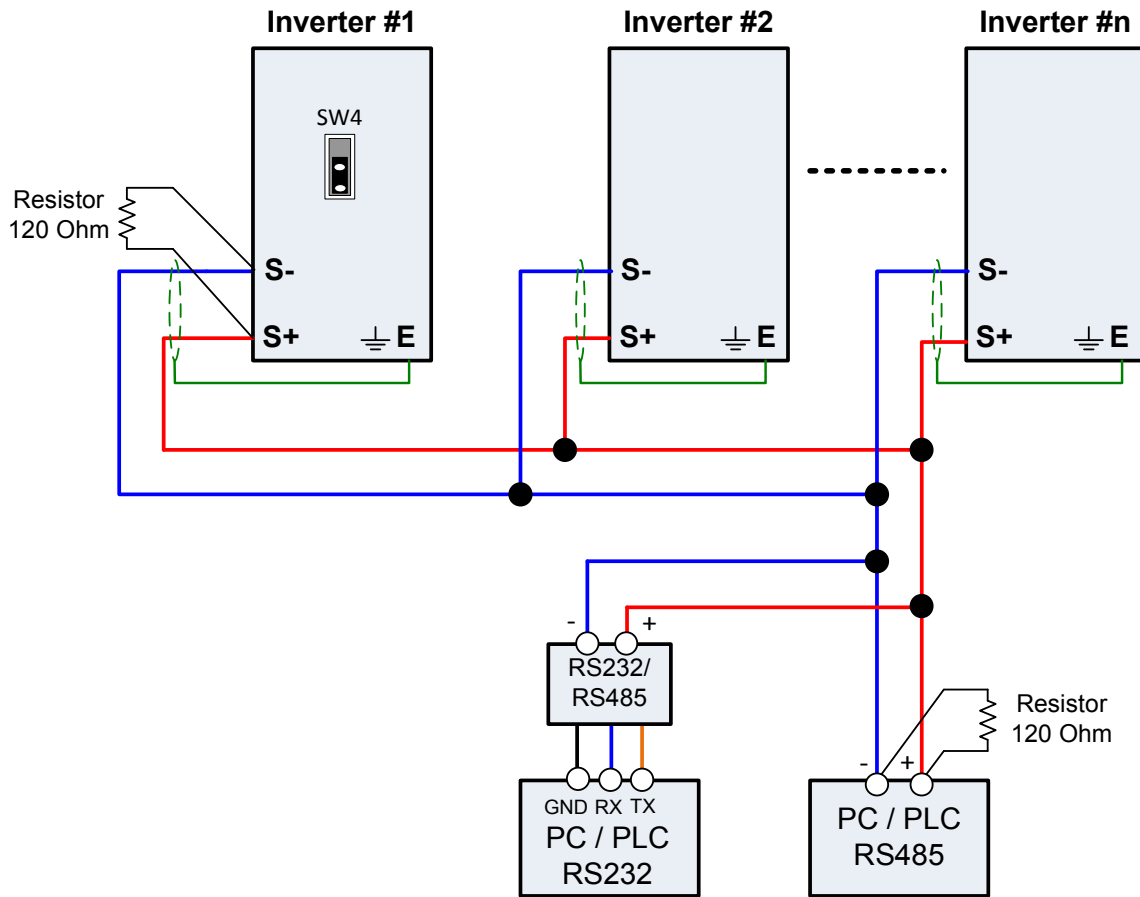 Inverter #1
Inverter #2
Inverter #n
SW4
Resistor
120 Ohm
S-
S+
E
S-
S+
E
S-
S+
E
- +
RS232/
RS485
GND RX TX
PC / PLC
RS232
Resistor
120 Ohm
- +
PC / PLC
RS485